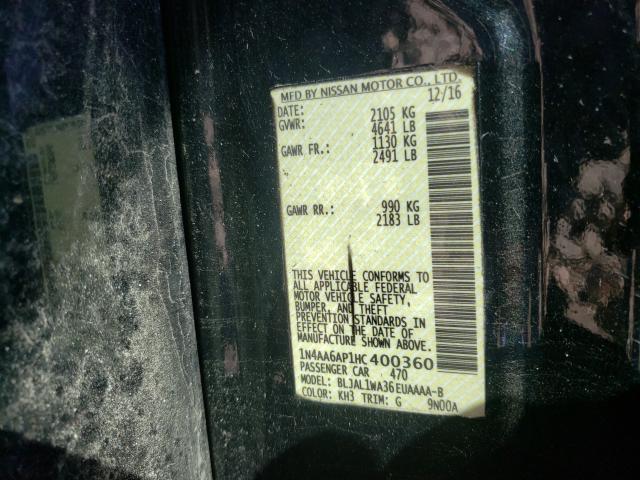 MFD BY NISSAN MOTOR CO., LTD.
DATE: 12/16
GVWR: 2105 KG
4641 LB
GAWR FR.: 1130 KG
2491 LB
GAWR RR.: 990 KG
2183 LB
THIS VEHICLE CONFORMS TO
ALL APPLICABLE FEDERAL
MOTOR VEHICLE SAFETY,
BUMPER, AND THEFT
PREVENTION STANDARDS IN
EFFECT ON THE DATE OF
MANUFACTURE SHOWN ABOVE.
1N4AA6AP1HC400360
PASSENGER CAR 470
MODEL: BLJAL1WA36EUAAAA-B
COLOR: KH3 TRIM: G 9N00A